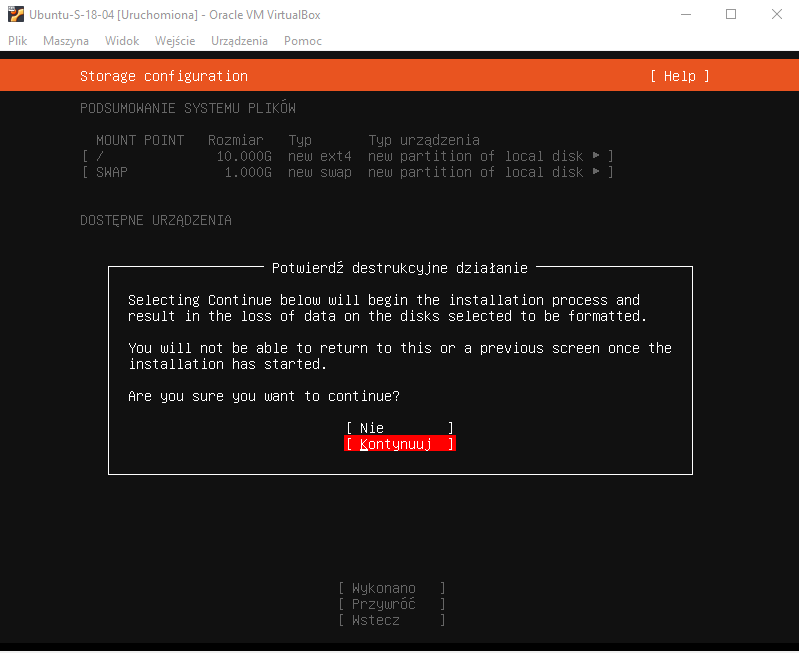 Ubuntu-S-18-04 [Uruchomiona] - Oracle VM VirtualBox
Plik Maszyna Widok Wejście Urządzenia Pomoc
Storage configuration [ Help ]
PODSUMOWANIE SYSTEMU PLIKÓW
MOUNT POINT Rozmiar Typ Typ urządzenia
[ / 10.000G new ext4 new partition of local disk ▸ ]
[ SWAP 1.000G new swap new partition of local disk ▸ ]
DOSTĘPNE URZĄDZENIA
Potwierdź destrukcyjne działanie
Selecting Continue below will begin the installation process and
result in the loss of data on the disks selected to be formatted.
You will not be able to return to this or a previous screen once the
installation has started.
Are you sure you want to continue?
[ Nie ]
[ Kontynuuj ]
[ Wykonano ]
[ Przywróć ]
[ Wstecz ]